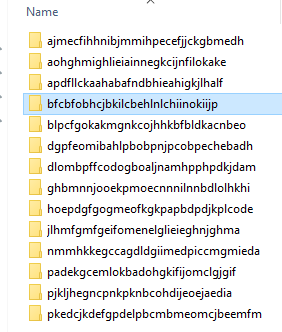 Name
ajmecfihhnibjmmihpecefjjckgbmedh
aohghmighlieiainnegkcijnfilokake
apdfllckaahabafndbhieahigkjlhalf
bfcbfobhcjbkilcbehlnlchiinokiijp
blpcfgokakmgnkcojhhkbfbldkacnbeo
dgpfeomibahlpbobpnjpcobpechebadh
dlombpffcodogboaljnamhpphpdkjdam
ghbmnnjooekpmoecnnnilnnbdlolhkhi
hoepdgfgogmeofkgkpapbdpdjkplcode
jlhmfgmfgeifomenelglieieghnjghma
nmmhkkegccagdldgiimedpiccmgmieda
padekgcemlokbadohgkifijomclgjgif
pjkljhegncpnkpknbcohdijeoejaedia
pkedcjkdefgpdelpbcmbmeomcjbeemfm